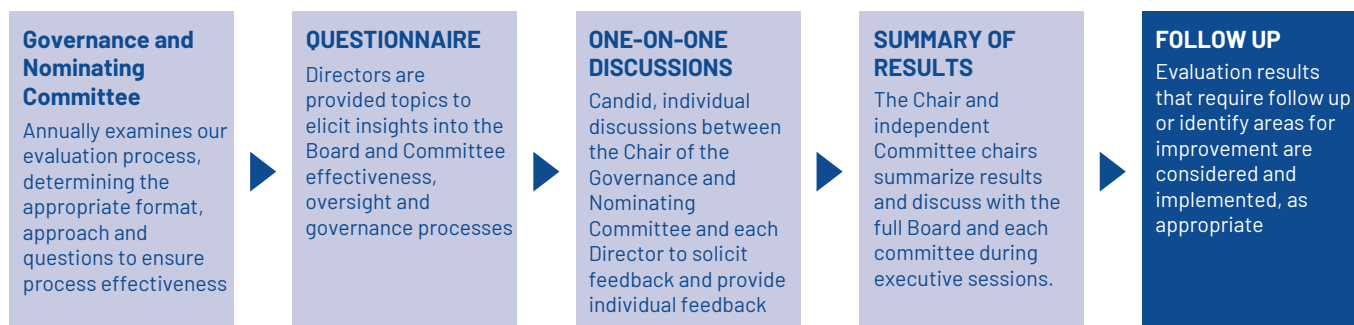 Governance and
Nominating
Committee
Annually examines our
evaluation process,
determining the
appropriate format,
approach and
questions to ensure
process effectiveness
QUESTIONNAIRE
Directors are
provided topics to
elicit insights into the
Board and Committee
effectiveness,
oversight and
governance processes
ONE-ON-ONE
DISCUSSIONS
Candid, individual
discussions between
the Chair of the
Governance and
Nominating
Committee and each
Director to solicit
feedback and provide
individual feedback
SUMMARY OF
RESULTS
The Chair and
independent
Committee chairs
summarize results
and discuss with the
full Board and each
committee during
executive sessions.
FOLLOW UP
Evaluation results
that require follow up
or identify areas for
improvement are
considered and
implemented, as
appropriate